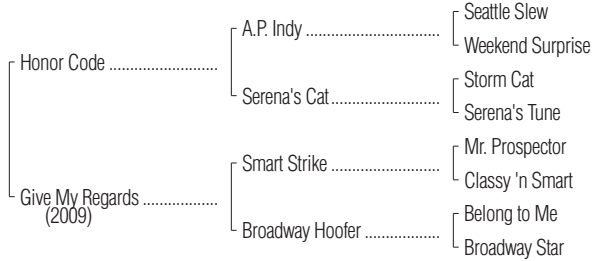 Seattle Slew
A.P. Indy ..........................
Weekend Surprise
Honor Code ..........................
Storm Cat
Serena's Cat..........................
Serena's Tune
Mr. Prospector
Smart Strike ..........................
Classy 'n Smart
Give My Regards ..................
(2009)
Belong to Me
Broadway Hoofer ..................
Broadway Star